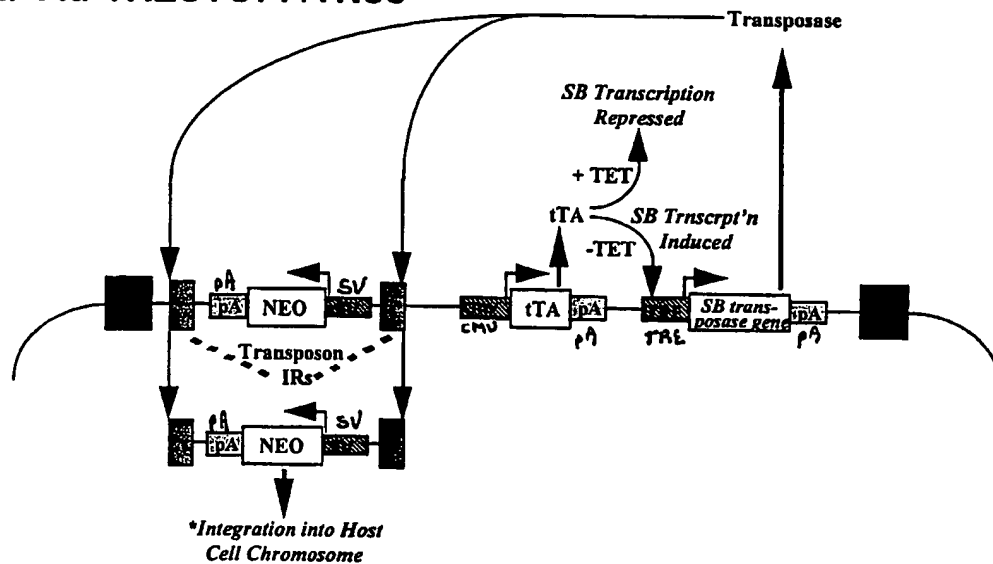 Transposase
SB Transcription
Repressed
+ TET
tTA
SB Trnscrpt'n
Induced
-TET
pA
SV
pA
NEO
tTA
pA
SB trans-
posase gene
pA
CMV
pA
TRE
pA
Transposon
IRs
pA
SV
pA
NEO
*Integration into Host
Cell Chromosome